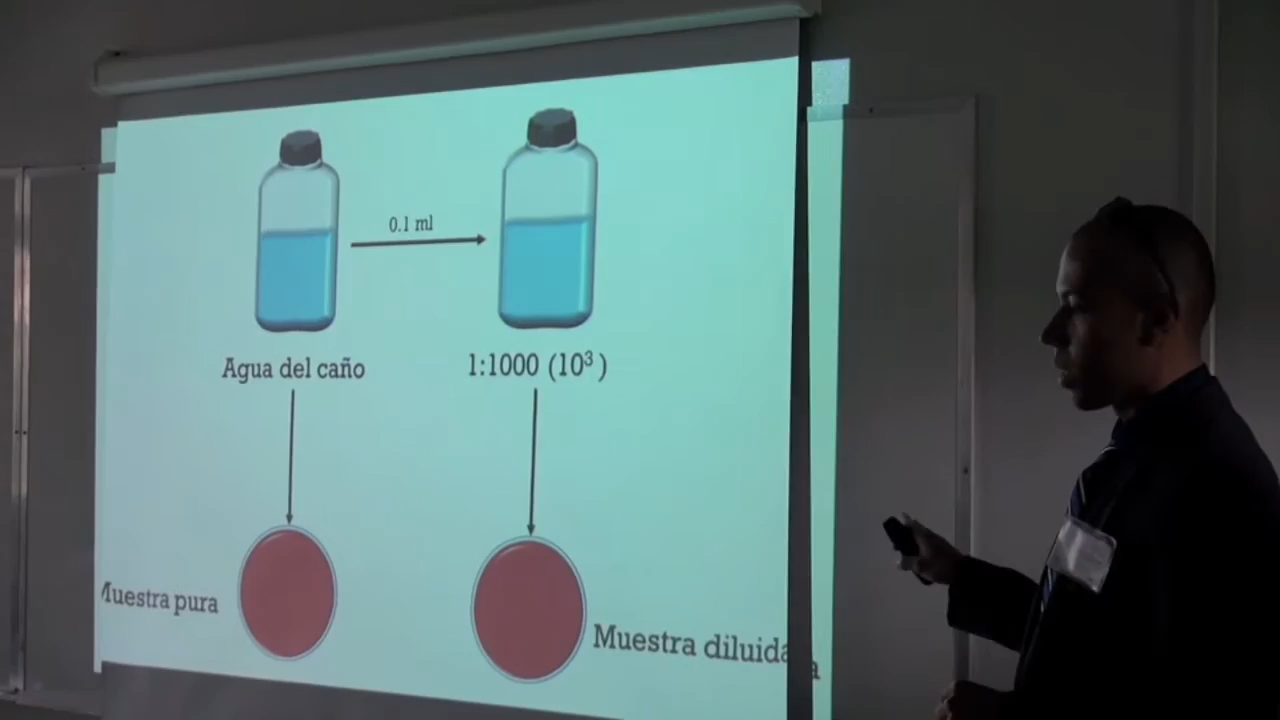 0.1 ml
Agua del caño
1:1000 (10³)
Muestra pura
Muestra diluida